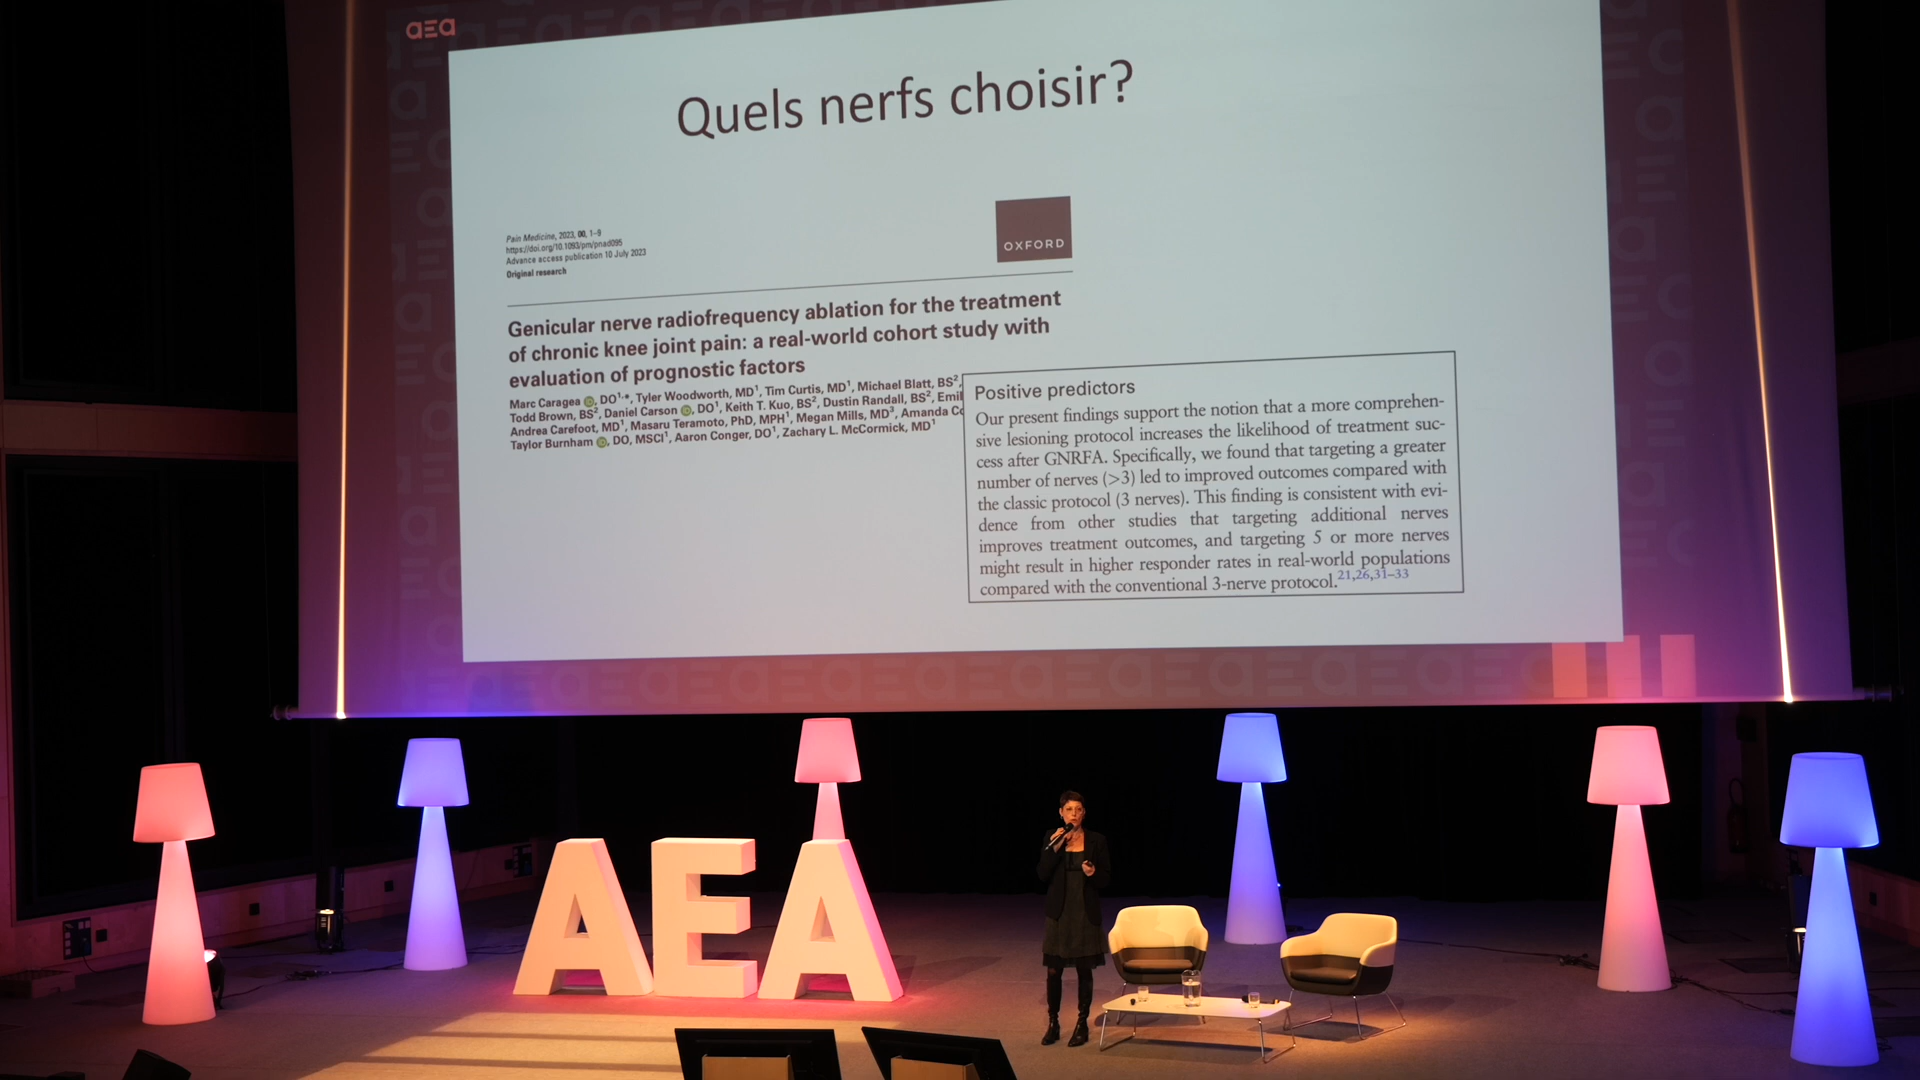 aea
Quels nerfs choisir?
Pain Medicine, 2023, 00, 1–9
https://doi.org/10.1093/pm/pnad095
Advance access publication 10 July 2023
Original research
OXFORD
Genicular nerve radiofrequency ablation for the treatment
of chronic knee joint pain: a real-world cohort study with
evaluation of prognostic factors
Marc Caragea, DO1,*, Tyler Woodworth, MD1, Tim Curtis, MD1, Michael Blatt, BS2,
Todd Brown, BS2, Daniel Carson, DO1, Keith T. Kuo, BS2, Dustin Randall, BS2, Emil
Andrea Carefoot, MD1, Masaru Teramoto, PhD, MPH1, Megan Mills, MD3, Amanda Co
Taylor Burnham, DO, MSCI1, Aaron Conger, DO1, Zachary L. McCormick, MD1
Positive predictors
Our present findings support the notion that a more comprehen-
sive lesioning protocol increases the likelihood of treatment suc-
cess after GNRFA. Specifically, we found that targeting a greater
number of nerves (>3) led to improved outcomes compared with
the classic protocol (3 nerves). This finding is consistent with evi-
dence from other studies that targeting additional nerves
improves treatment outcomes, and targeting 5 or more nerves
might result in higher responder rates in real-world populations
compared with the conventional 3-nerve protocol.21,26,31–33
AEA